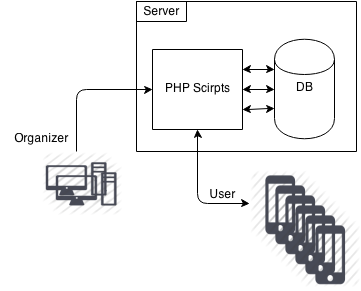 Server
PHP Scirpts
DB
Organizer
User